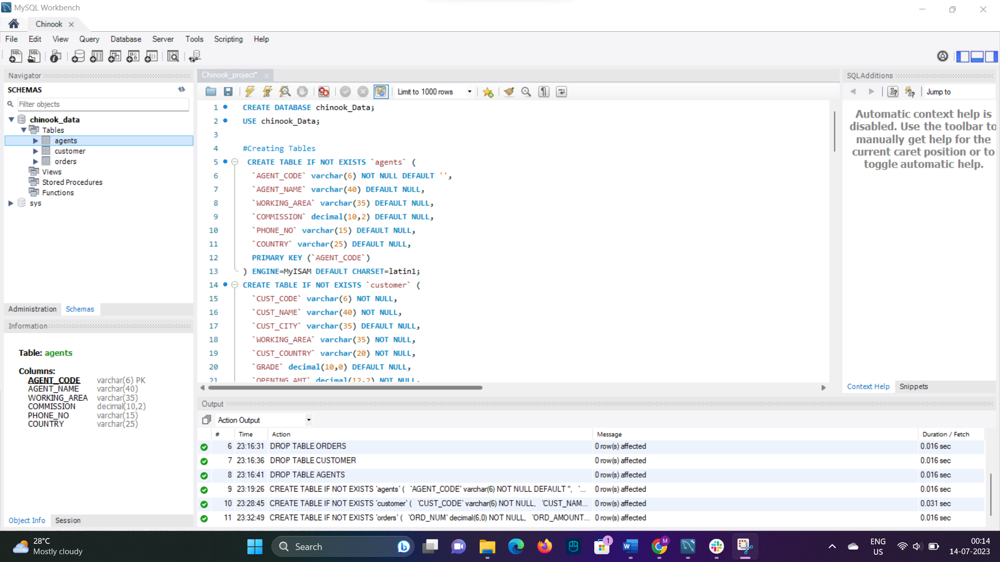 MySQL Workbench
Chinook
File Edit View Query Database Server Tools Scripting Help
Navigator
SCHEMAS
Filter objects
chinook_data
Tables
agents
customer
orders
Views
Stored Procedures
Functions
sys
Administration Schemas
Information
Table: agents
Columns:
AGENT_CODE varchar(6) PK
AGENT_NAME varchar(40)
WORKING_AREA varchar(35)
COMMISSION decimal(10,2)
PHONE_NO varchar(15)
COUNTRY varchar(25)
Object Info Session
Chinook_project*
Limit to 1000 rows
1 CREATE DATABASE chinook_Data;
2 USE chinook_Data;
3
4 #Creating Tables
5 CREATE TABLE IF NOT EXISTS `agents` (
6 `AGENT_CODE` varchar(6) NOT NULL DEFAULT '',
7 `AGENT_NAME` varchar(40) DEFAULT NULL,
8 `WORKING_AREA` varchar(35) DEFAULT NULL,
9 `COMMISSION` decimal(10,2) DEFAULT NULL,
10 `PHONE_NO` varchar(15) DEFAULT NULL,
11 `COUNTRY` varchar(25) DEFAULT NULL,
12 PRIMARY KEY (`AGENT_CODE`)
13 ) ENGINE=MyISAM DEFAULT CHARSET=latin1;
14 CREATE TABLE IF NOT EXISTS `customer` (
15 `CUST_CODE` varchar(6) NOT NULL,
16 `CUST_NAME` varchar(40) NOT NULL,
17 `CUST_CITY` varchar(35) DEFAULT NULL,
18 `WORKING_AREA` varchar(35) NOT NULL,
19 `CUST_COUNTRY` varchar(20) NOT NULL,
20 `GRADE` decimal(10,0) DEFAULT NULL,
21 `OPENING_AMT` decimal(12,2) NOT NULL,
SQLAdditions
Jump to
Automatic context help is
disabled. Use the toolbar to
manually get help for the
current caret position or to
toggle automatic help.
Context Help Snippets
Output
Action Output
# Time Action Message Duration / Fetch
6 23:16:31 DROP TABLE ORDERS 0 row(s) affected 0.016 sec
7 23:16:36 DROP TABLE CUSTOMER 0 row(s) affected 0.016 sec
8 23:16:41 DROP TABLE AGENTS 0 row(s) affected 0.016 sec
9 23:19:26 CREATE TABLE IF NOT EXISTS `agents` ( `AGENT_CODE` varchar(6) NOT NULL DEFAULT '', `... 0 row(s) affected 0.016 sec
10 23:28:45 CREATE TABLE IF NOT EXISTS `customer` ( `CUST_CODE` varchar(6) NOT NULL, `CUST_NAM... 0 row(s) affected 0.031 sec
11 23:32:49 CREATE TABLE IF NOT EXISTS `orders` ( `ORD_NUM` decimal(6,0) NOT NULL, `ORD_AMOUNT... 0 row(s) affected 0.016 sec
28°C
Mostly cloudy
Search
1
M
ENG
US
00:14
14-07-2023